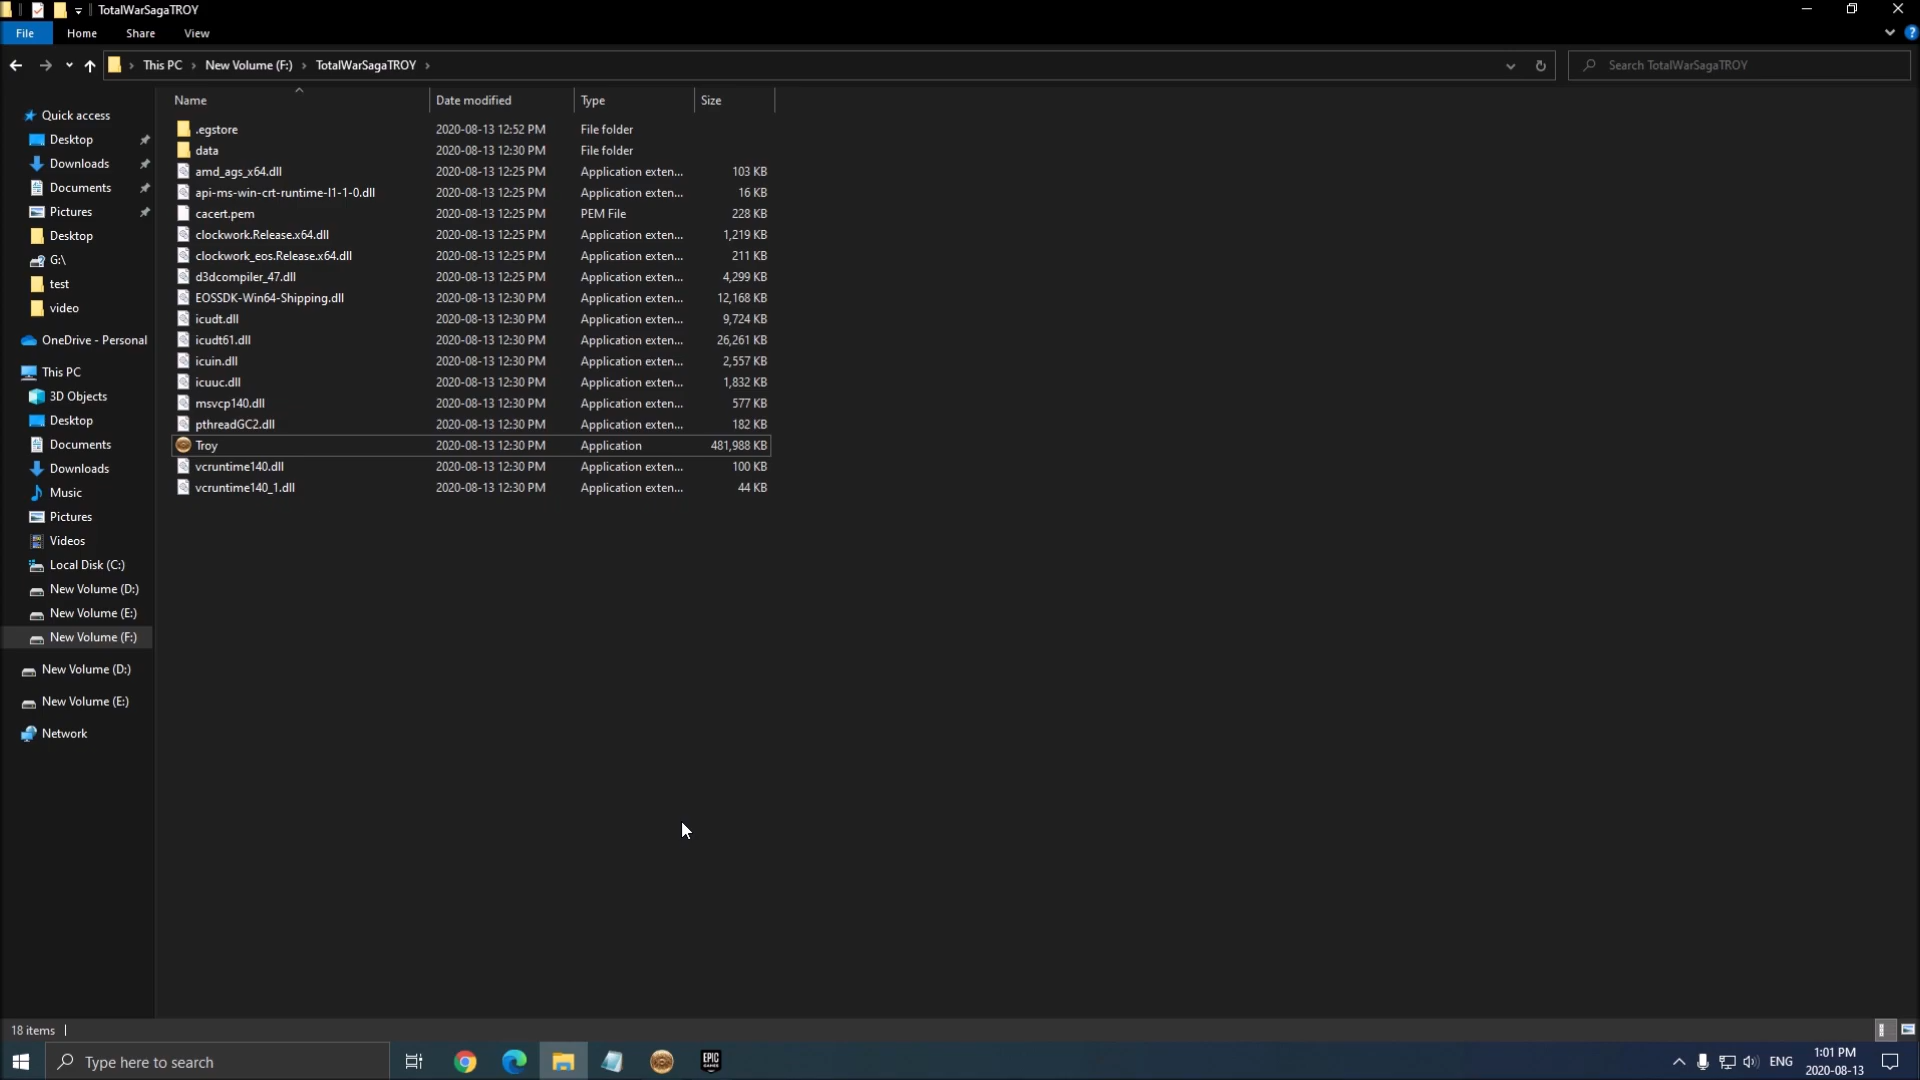 TotalWarSagaTROY
File Home Share View
This PC New Volume (F:) TotalWarSagaTROY Search TotalWarSagaTROY
Name Date modified Type Size
Quick access
Desktop
Downloads
Documents
Pictures
Desktop
G:\
test
video
OneDrive - Personal
This PC
3D Objects
Desktop
Documents
Downloads
Music
Pictures
Videos
Local Disk (C:)
New Volume (D:)
New Volume (E:)
New Volume (F:)
New Volume (D:)
New Volume (E:)
Network
.egstore 2020-08-13 12:52 PM File folder
data 2020-08-13 12:30 PM File folder
amd_ags_x64.dll 2020-08-13 12:25 PM Application exten... 103 KB
api-ms-win-crt-runtime-l1-1-0.dll 2020-08-13 12:25 PM Application exten... 16 KB
cacert.pem 2020-08-13 12:25 PM PEM File 228 KB
clockwork.Release.x64.dll 2020-08-13 12:25 PM Application exten... 1,219 KB
clockwork_eos.Release.x64.dll 2020-08-13 12:25 PM Application exten... 211 KB
d3dcompiler_47.dll 2020-08-13 12:25 PM Application exten... 4,299 KB
EOSSDK-Win64-Shipping.dll 2020-08-13 12:30 PM Application exten... 12,168 KB
icudt.dll 2020-08-13 12:30 PM Application exten... 9,724 KB
icudt61.dll 2020-08-13 12:30 PM Application exten... 26,261 KB
icuin.dll 2020-08-13 12:30 PM Application exten... 2,557 KB
icuuc.dll 2020-08-13 12:30 PM Application exten... 1,832 KB
msvcp140.dll 2020-08-13 12:30 PM Application exten... 577 KB
pthreadGC2.dll 2020-08-13 12:30 PM Application exten... 182 KB
Troy 2020-08-13 12:30 PM Application 481,988 KB
vcruntime140.dll 2020-08-13 12:30 PM Application exten... 100 KB
vcruntime140_1.dll 2020-08-13 12:30 PM Application exten... 44 KB
18 items
Type here to search
EPIC
GAMES
ENG
1:01 PM
2020-08-13